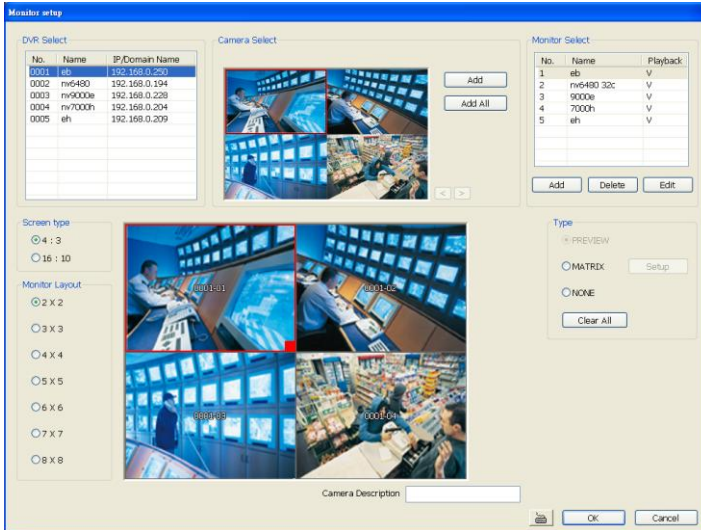 Monitor setup
DVR Select
No. Name IP/Domain Name
0001 eb 192.168.0.250
0002 nv6480 192.168.0.194
0003 nv9000e 192.168.0.228
0004 nv7000h 192.168.0.204
0005 eh 192.168.0.209
Camera Select
Add
Add All
< >
Monitor Select
No. Name Playback
1 eb V
2 nv6480 32c V
3 9000e V
4 7000h V
5 eh V
Add Delete Edit
Screen type
4 : 3
16 : 10
Monitor Layout
2 X 2
3 X 3
4 X 4
5 X 5
6 X 6
7 X 7
8 X 8
0001-01
0001-02
0001-03
0001-04
Type
PREVIEW
MATRIX Setup
NONE
Clear All
Camera Description
OK Cancel